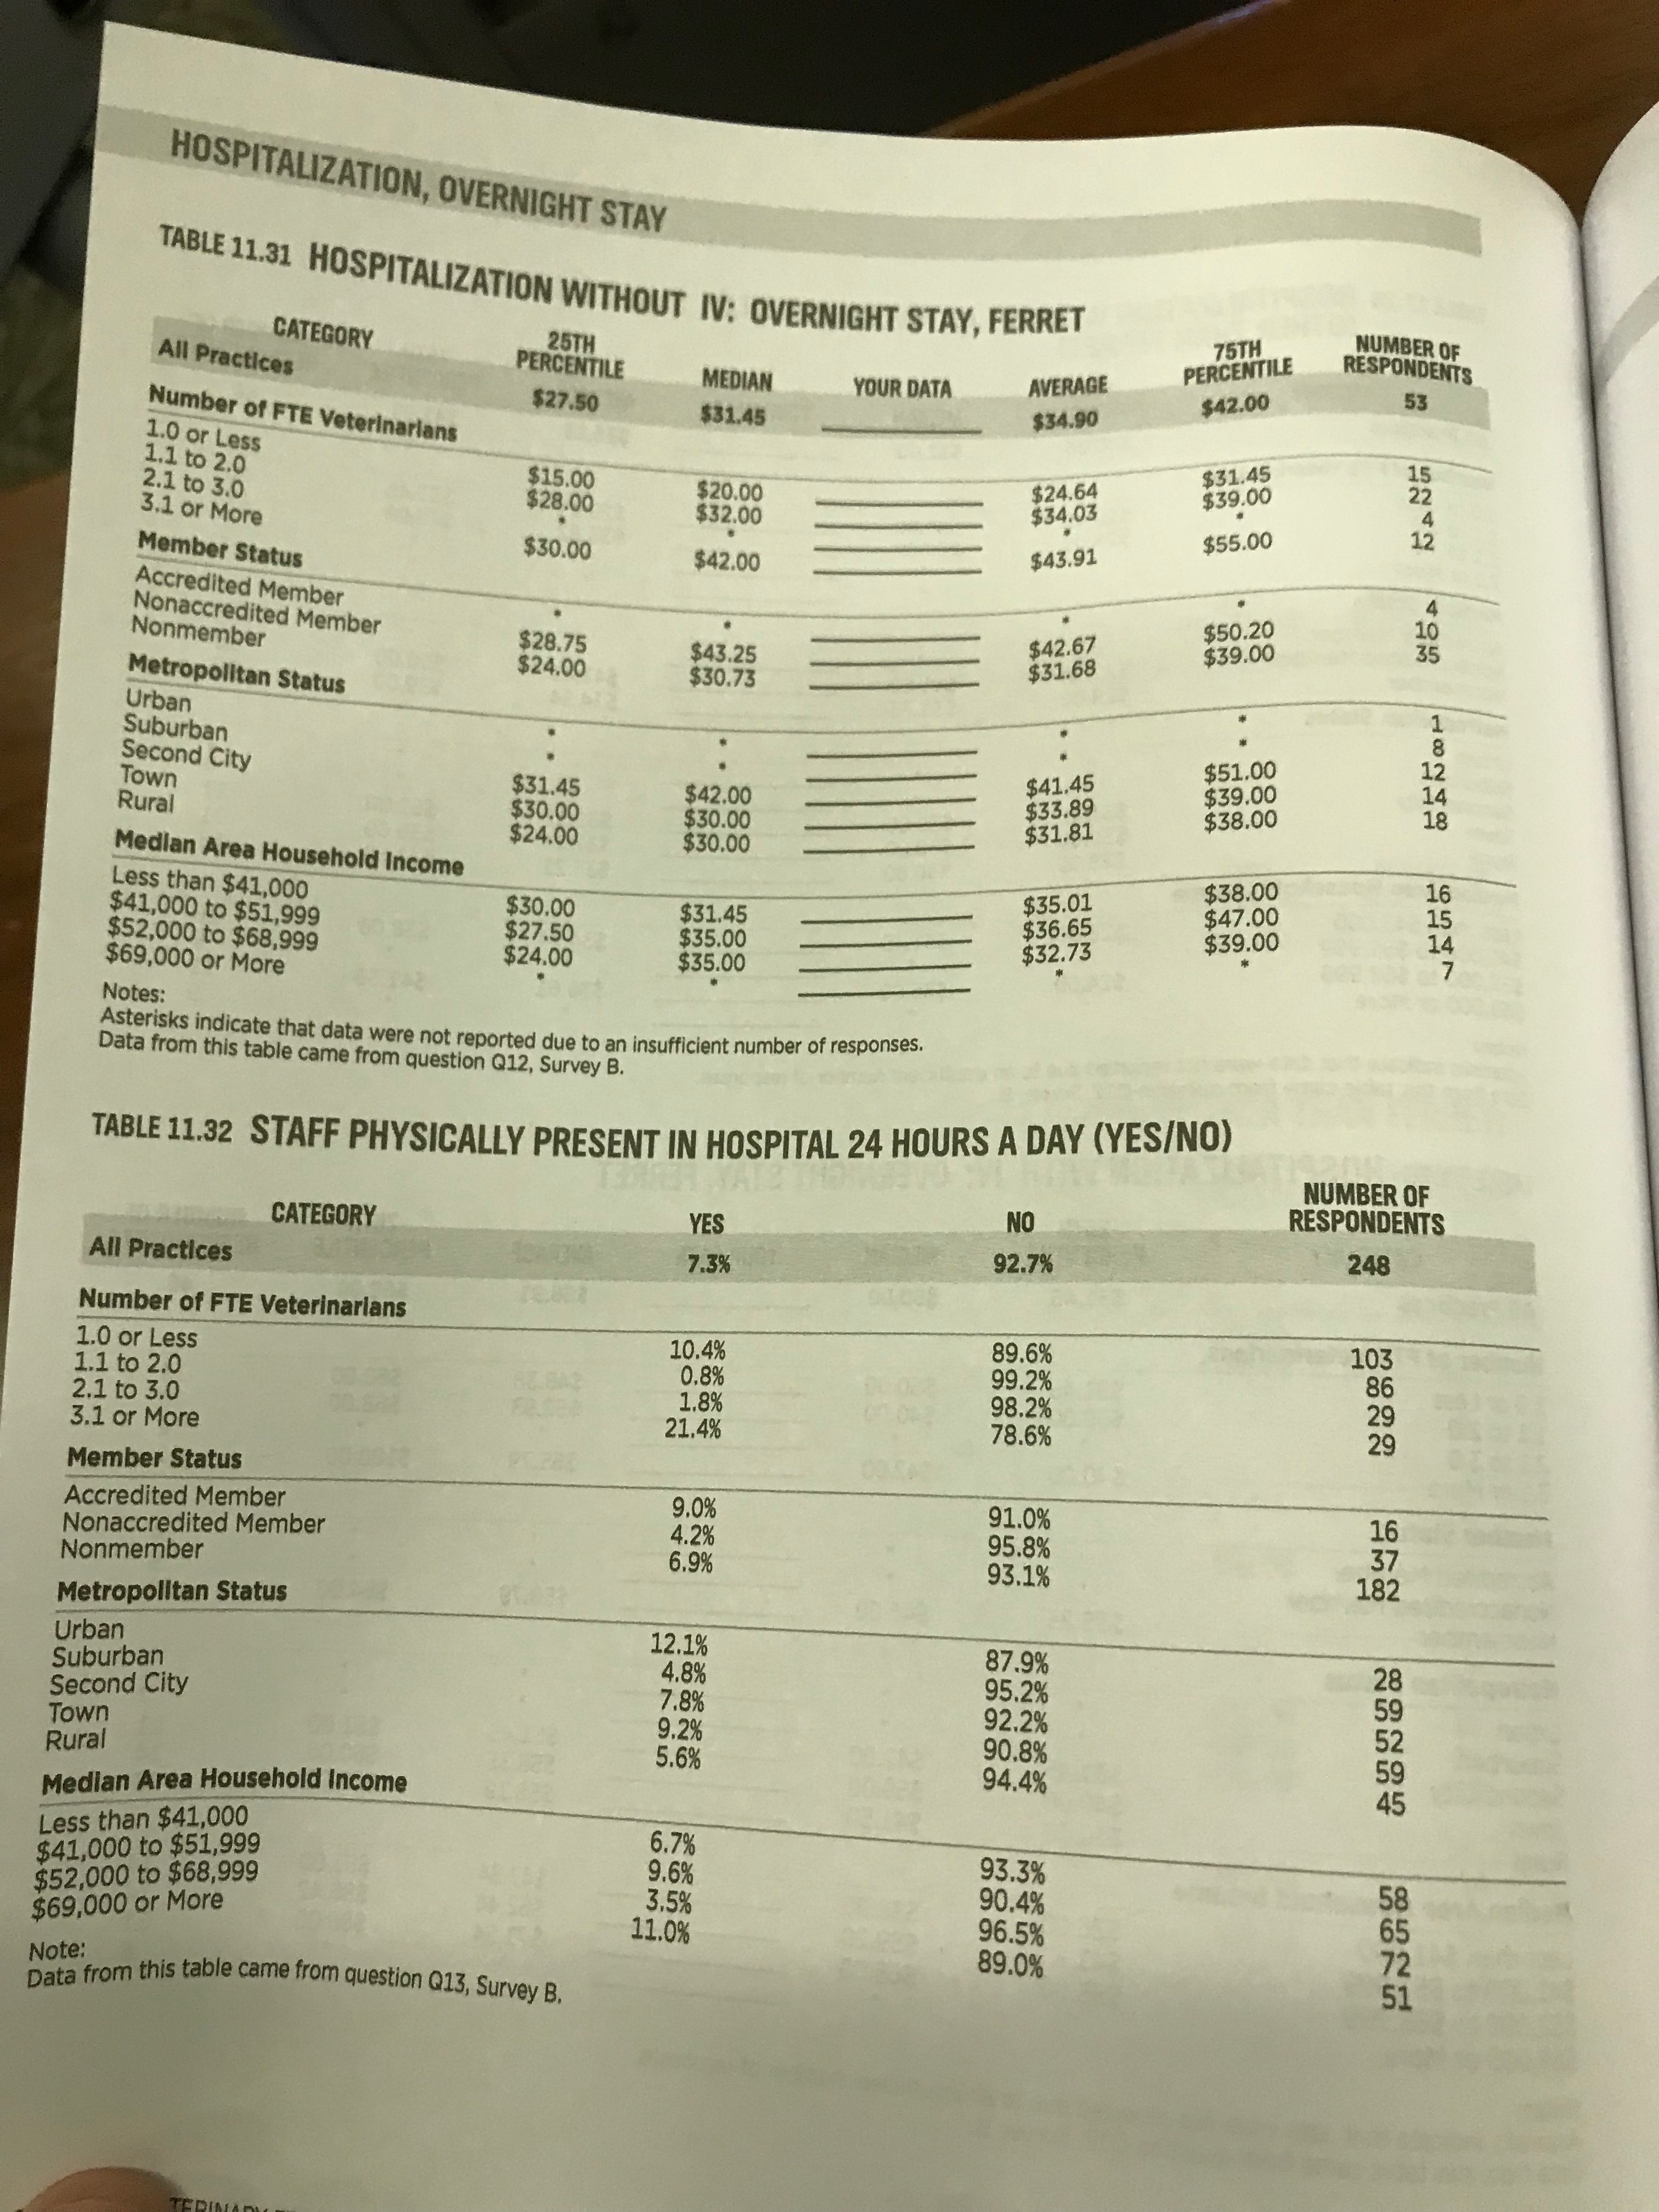 HOSPITALIZATION, OVERNIGHT STAY
TABLE 11.31 HOSPITALIZATION WITHOUT IV: OVERNIGHT STAY, FERRET
CATEGORY 25TH PERCENTILE MEDIAN YOUR DATA AVERAGE 75TH PERCENTILE NUMBER OF RESPONDENTS
All Practices $27.50 $31.45 $34.90 $42.00 53
Number of FTE Veterinarians
1.0 or Less $15.00 $20.00 $24.64 $31.45 15
1.1 to 2.0 $28.00 $32.00 $34.03 $39.00 22
2.1 to 3.0 * * * * 4
3.1 or More $30.00 $42.00 $43.91 $55.00 12
Member Status
Accredited Member * * * * 4
Nonaccredited Member $28.75 $43.25 $42.67 $50.20 10
Nonmember $24.00 $30.73 $31.68 $39.00 35
Metropolitan Status
Urban * * * * 1
Suburban * * * * 8
Second City $31.45 $42.00 $41.45 $51.00 12
Town $30.00 $30.00 $33.89 $39.00 14
Rural $24.00 $30.00 $31.81 $38.00 18
Median Area Household Income
Less than $41,000 $30.00 $31.45 $35.01 $38.00 16
$41,000 to $51,999 $27.50 $35.00 $36.65 $47.00 15
$52,000 to $68,999 $24.00 $35.00 $32.73 $39.00 14
$69,000 or More * * * * 7
Notes:
Asterisks indicate that data were not reported due to an insufficient number of responses.
Data from this table came from question Q12, Survey B.
TABLE 11.32 STAFF PHYSICALLY PRESENT IN HOSPITAL 24 HOURS A DAY (YES/NO)
CATEGORY YES NO NUMBER OF RESPONDENTS
All Practices 7.3% 92.7% 248
Number of FTE Veterinarians
1.0 or Less 10.4% 89.6% 103
1.1 to 2.0 0.8% 99.2% 86
2.1 to 3.0 1.8% 98.2% 29
3.1 or More 21.4% 78.6% 29
Member Status
Accredited Member 9.0% 91.0% 16
Nonaccredited Member 4.2% 95.8% 37
Nonmember 6.9% 93.1% 182
Metropolitan Status
Urban 12.1% 87.9% 28
Suburban 4.8% 95.2% 59
Second City 7.8% 92.2% 52
Town 9.2% 90.8% 59
Rural 5.6% 94.4% 45
Median Area Household Income
Less than $41,000 6.7% 93.3% 58
$41,000 to $51,999 9.6% 90.4% 65
$52,000 to $68,999 3.5% 96.5% 72
$69,000 or More 11.0% 89.0% 51
Note:
Data from this table came from question Q13, Survey B.